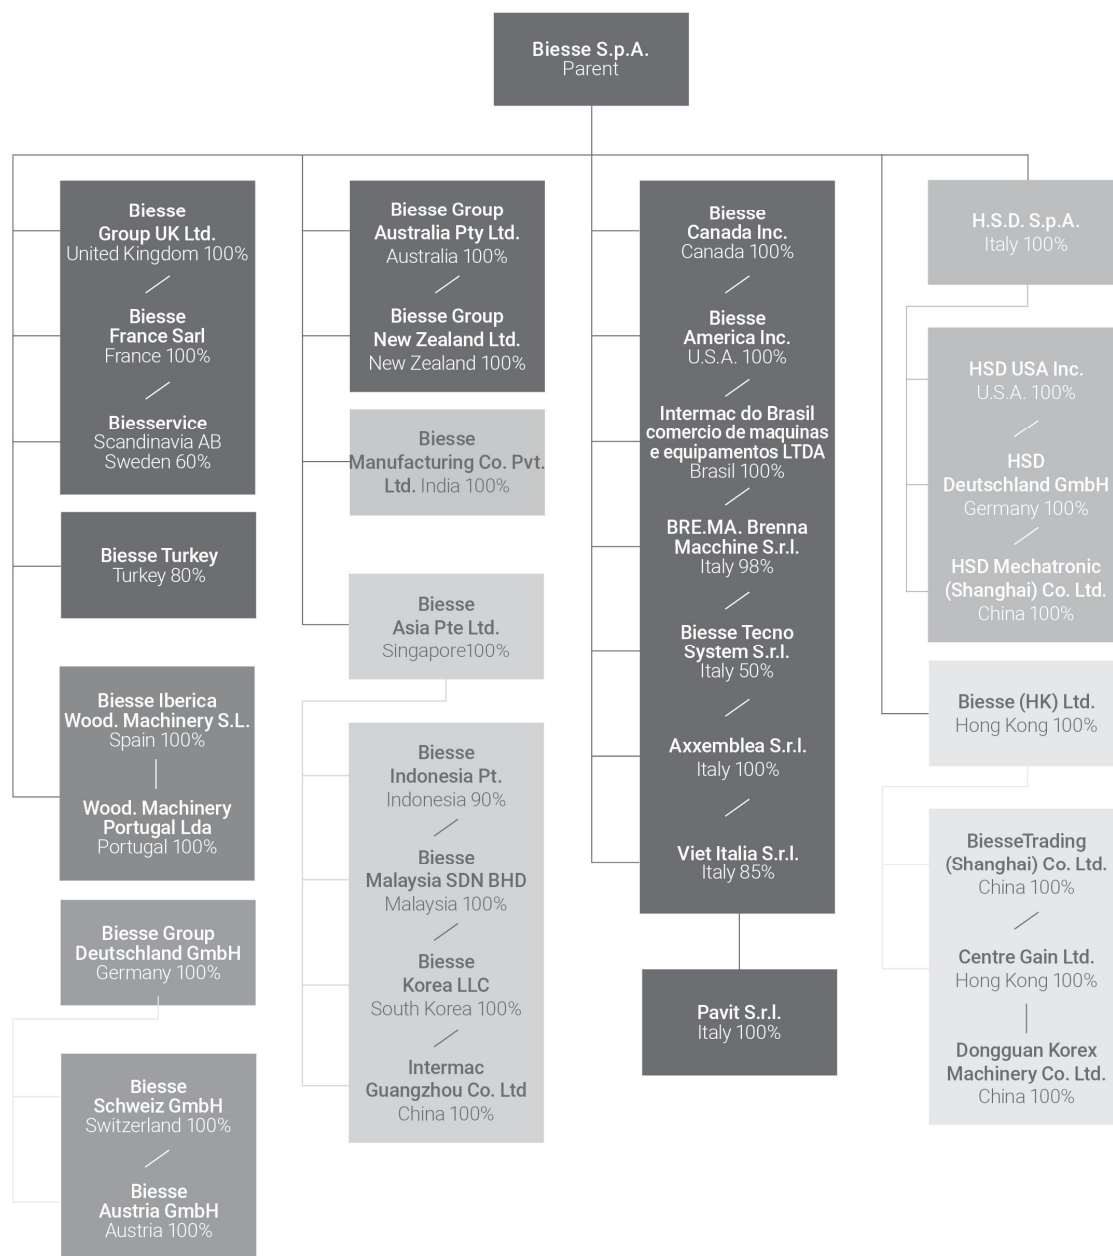 Biesse S.p.A.
Parent
Biesse
Group UK Ltd.
United Kingdom 100%
Biesse
France Sarl
France 100%
Biesservice
Scandinavia AB
Sweden 60%
Biesse Turkey
Turkey 80%
Biesse Iberica
Wood. Machinery S.L.
Spain 100%
Wood. Machinery
Portugal Lda
Portugal 100%
Biesse Group
Deutschland GmbH
Germany 100%
Biesse
Schweiz GmbH
Switzerland 100%
Biesse
Austria GmbH
Austria 100%
Biesse Group
Australia Pty Ltd.
Australia 100%
Biesse Group
New Zealand Ltd.
New Zealand 100%
Biesse
Manufacturing Co. Pvt.
Ltd. India 100%
Biesse
Asia Pte Ltd.
Singapore100%
Biesse
Indonesia Pt.
Indonesia 90%
Biesse
Malaysia SDN BHD
Malaysia 100%
Biesse
Korea LLC
South Korea 100%
Intermac
Guangzhou Co. Ltd
China 100%
Biesse
Canada Inc.
Canada 100%
Biesse
America Inc.
U.S.A. 100%
Intermac do Brasil
comercio de maquinas
e equipamentos LTDA
Brasil 100%
BRE.MA. Brenna
Macchine S.r.l.
Italy 98%
Biesse Tecno
System S.r.l.
Italy 50%
Axxemblea S.r.l.
Italy 100%
Viet Italia S.r.l.
Italy 85%
Pavit S.r.l.
Italy 100%
H.S.D. S.p.A.
Italy 100%
HSD USA Inc.
U.S.A. 100%
HSD
Deutschland GmbH
Germany 100%
HSD Mechatronic
(Shanghai) Co. Ltd.
China 100%
Biesse (HK) Ltd.
Hong Kong 100%
BiesseTrading
(Shanghai) Co. Ltd.
China 100%
Centre Gain Ltd.
Hong Kong 100%
Dongguan Korex
Machinery Co. Ltd.
China 100%